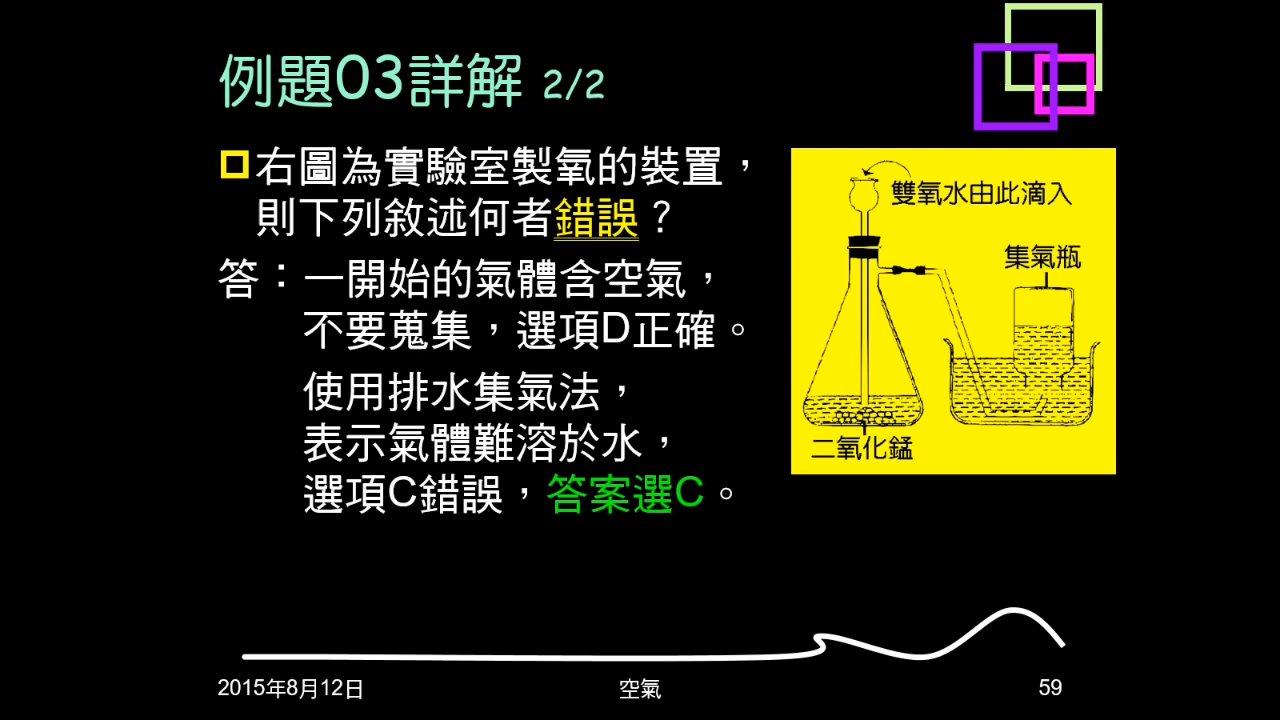 例題03詳解 2/2
右圖為實驗室製氧的裝置，
則下列敘述何者錯誤？
答：一開始的氣體含空氣，
不要蒐集，選項D正確。
使用排水集氣法，
表示氣體難溶於水，
選項C錯誤，答案選C。
雙氧水由此滴入
集氣瓶
二氧化錳
2015年8月12日
空氣
59